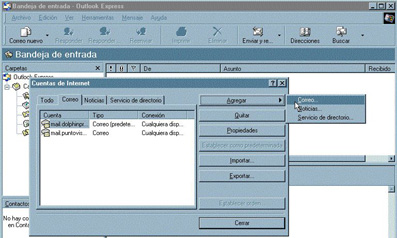 Bandeja de entrada - Outlook Express
Archivo Edición Ver Herramientas Mensaje Ayuda
Correo nuevo Responder Responder Reenviar Imprimir Eliminar Enviar y re... Direcciones Buscar
Bandeja de entrada
Carpetas
! De Asunto Recibido
Outlook Express
Cuentas de Internet
Todo Correo Noticias Servicio de directorio
Cuenta Tipo Conexión
mail.dolphinpr... Correo (predete... Cualquiera disp...
mail.puntovis... Correo Cualquiera disp...
Agregar
Quitar
Propiedades
Establecer como predeterminada
Importar...
Exportar...
Establecer orden...
Cerrar
Correo...
Noticias...
Servicio de directorio...
Contactos
No hay co
en Conta